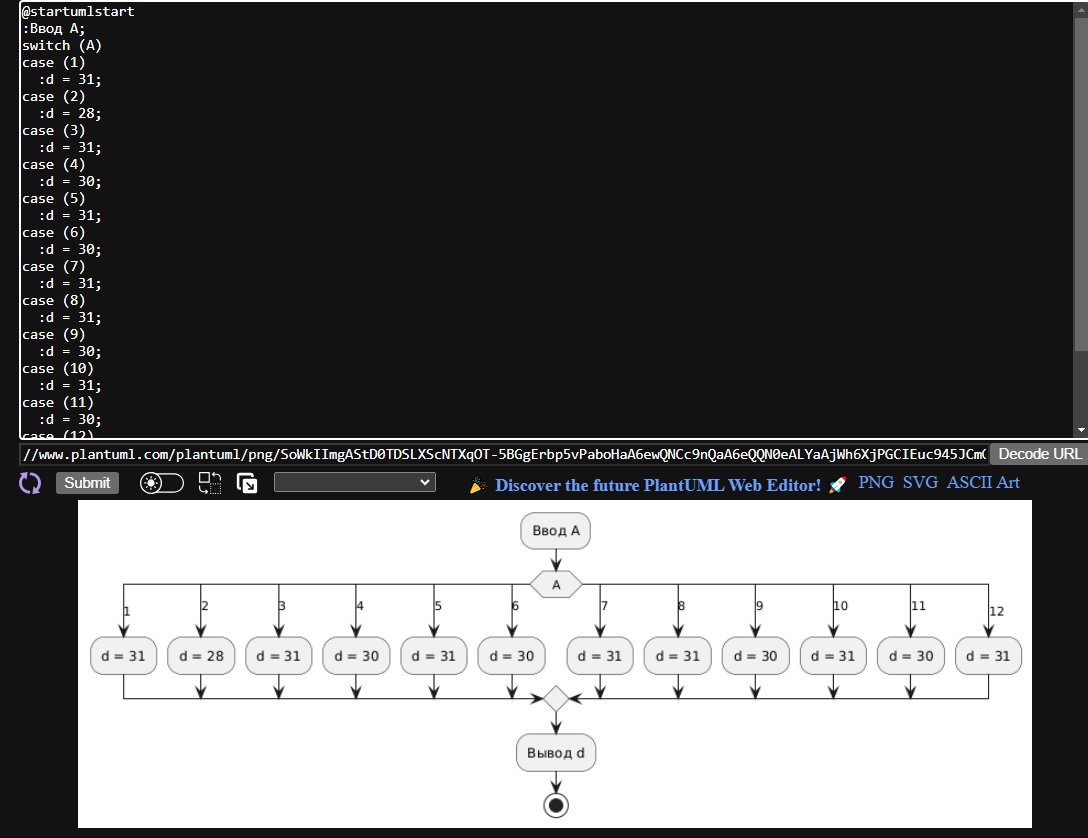 @startumlstart
:Ввод A;
switch (A)
case (1)
:d = 31;
case (2)
:d = 28;
case (3)
:d = 31;
case (4)
:d = 30;
case (5)
:d = 31;
case (6)
:d = 30;
case (7)
:d = 31;
case (8)
:d = 31;
case (9)
:d = 30;
case (10)
:d = 31;
case (11)
:d = 30;
case (12)
//www.plantuml.com/plantuml/png/SoWkIImgAStD0TDSLXScNTXqOT-5BGgErbp5vPaboHaA6ewQNCc9nQaA6eQQN0eALYaAjWh6XjPGCIEuc945JCm( Decode URL
Submit Discover the future PlantUML Web Editor! PNG SVG ASCII Art
Ввод A
A
1 2 3 4 5 6 7 8 9 10 11 12
d = 31 d = 28 d = 31 d = 30 d = 31 d = 30 d = 31 d = 31 d = 30 d = 31 d = 30 d = 31
Вывод d